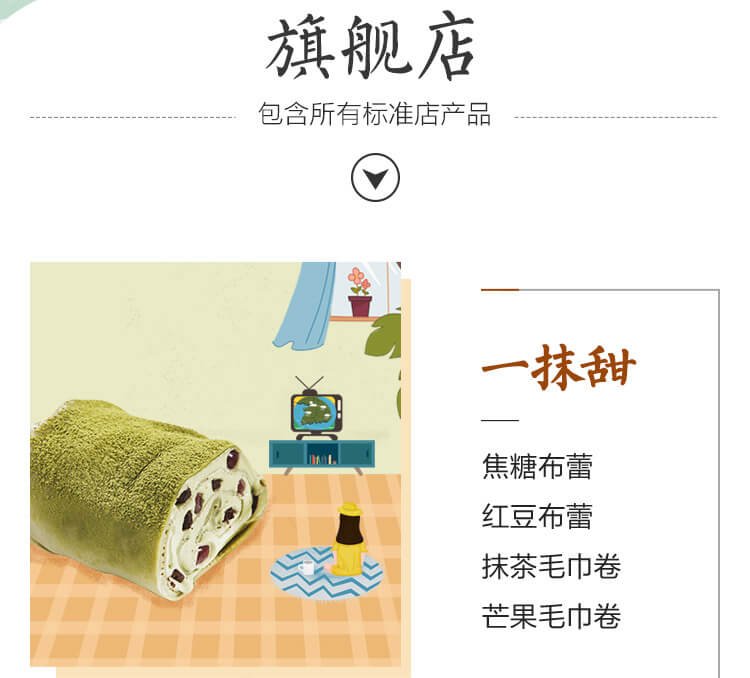 旗舰店
包含所有标准店产品
一抹甜
焦糖布蕾
红豆布蕾
抹茶毛巾卷
芒果毛巾卷